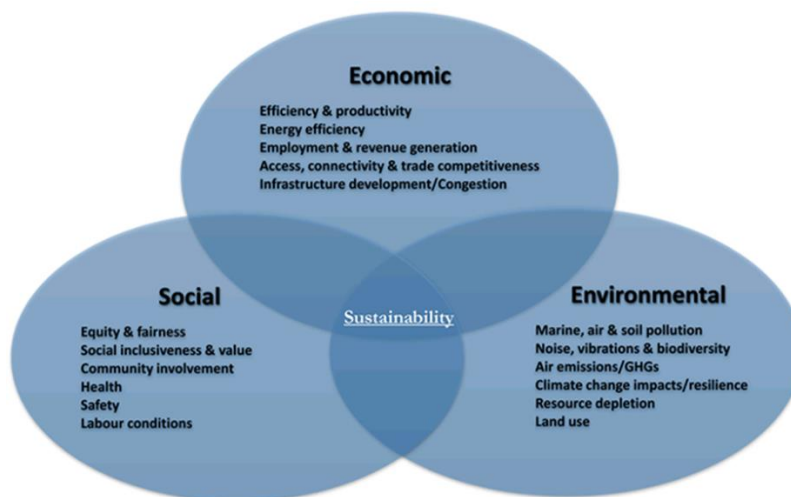 Economic
Efficiency & productivity
Energy efficiency
Employment & revenue generation
Access, connectivity & trade competitiveness
Infrastructure development/Congestion
Social
Equity & fairness
Social inclusiveness & value
Community involvement
Health
Safety
Labour conditions
Sustainability
Environmental
Marine, air & soil pollution
Noise, vibrations & biodiversity
Air emissions/GHGs
Climate change impacts/resilience
Resource depletion
Land use